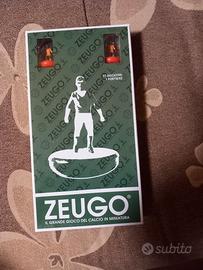 10 GIOCATORI
1 PORTIERE
ZEUGO
IL GRANDE GIOCO DEL CALCIO IN MINIATURA
subito